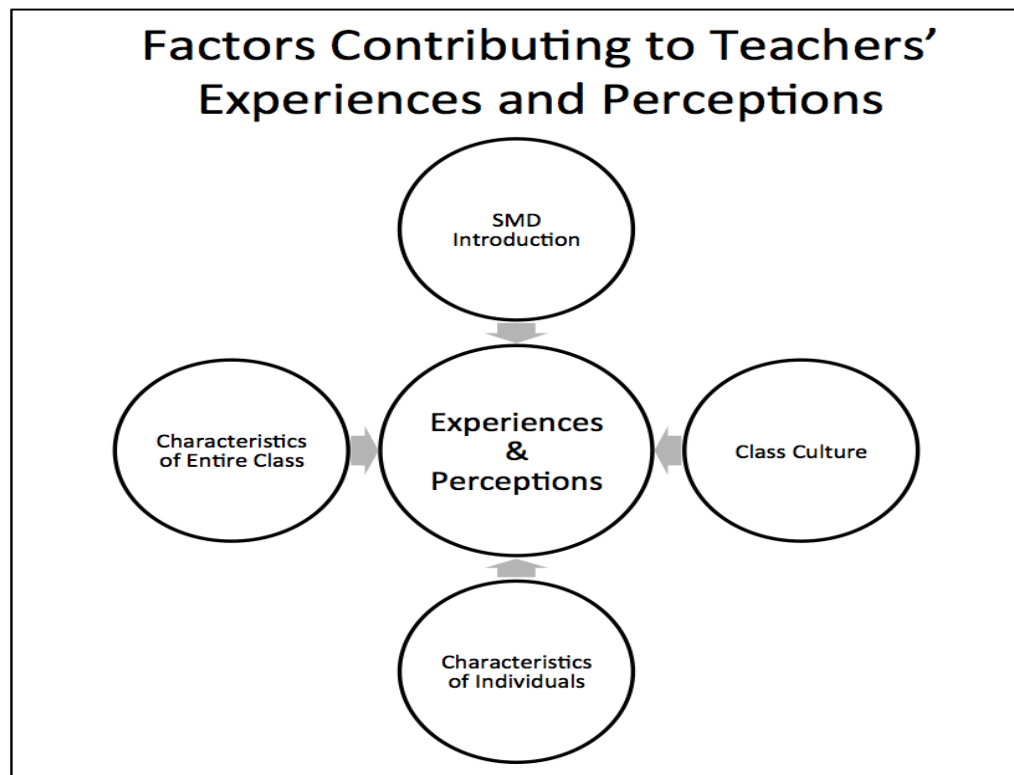 Factors Contributing to Teachers’
Experiences and Perceptions
SMD
Introduction
Characteristics
of Entire Class
Experiences
&
Perceptions
Class Culture
Characteristics
of Individuals